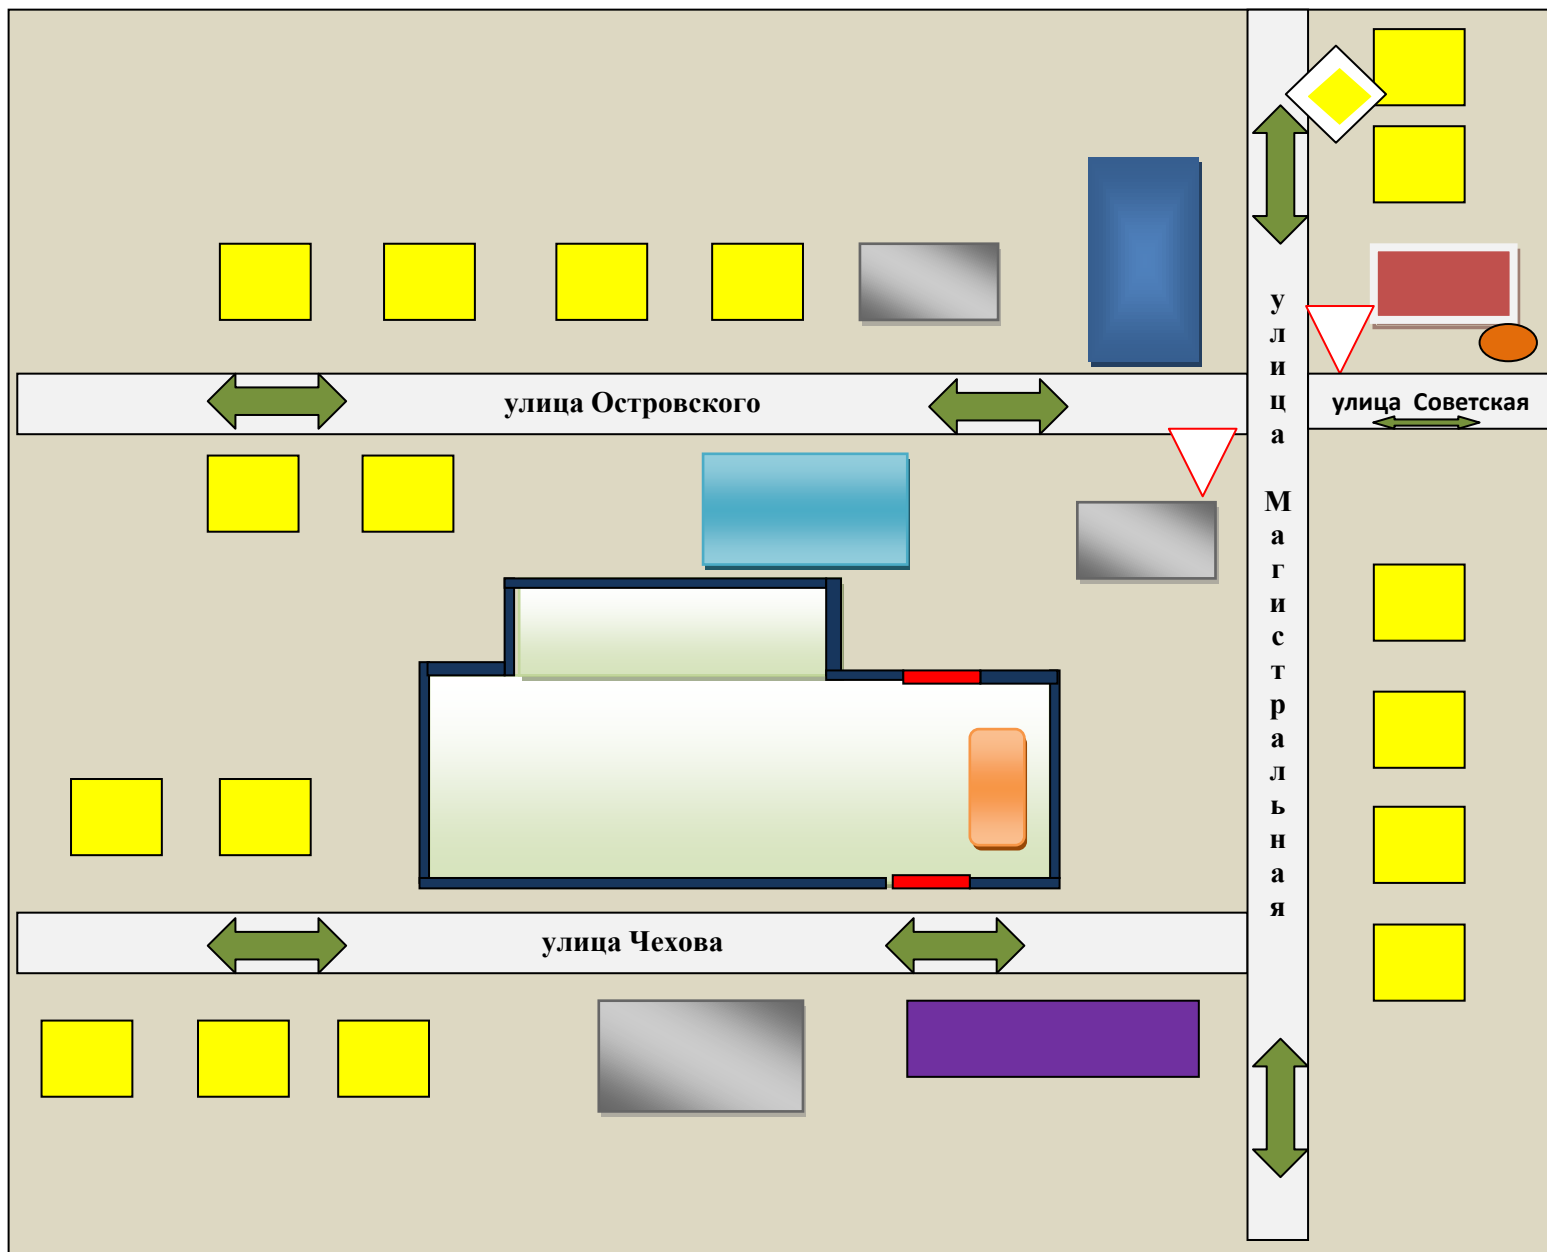 улица Островского
улица Советская
улица Магистральная
улица Чехова